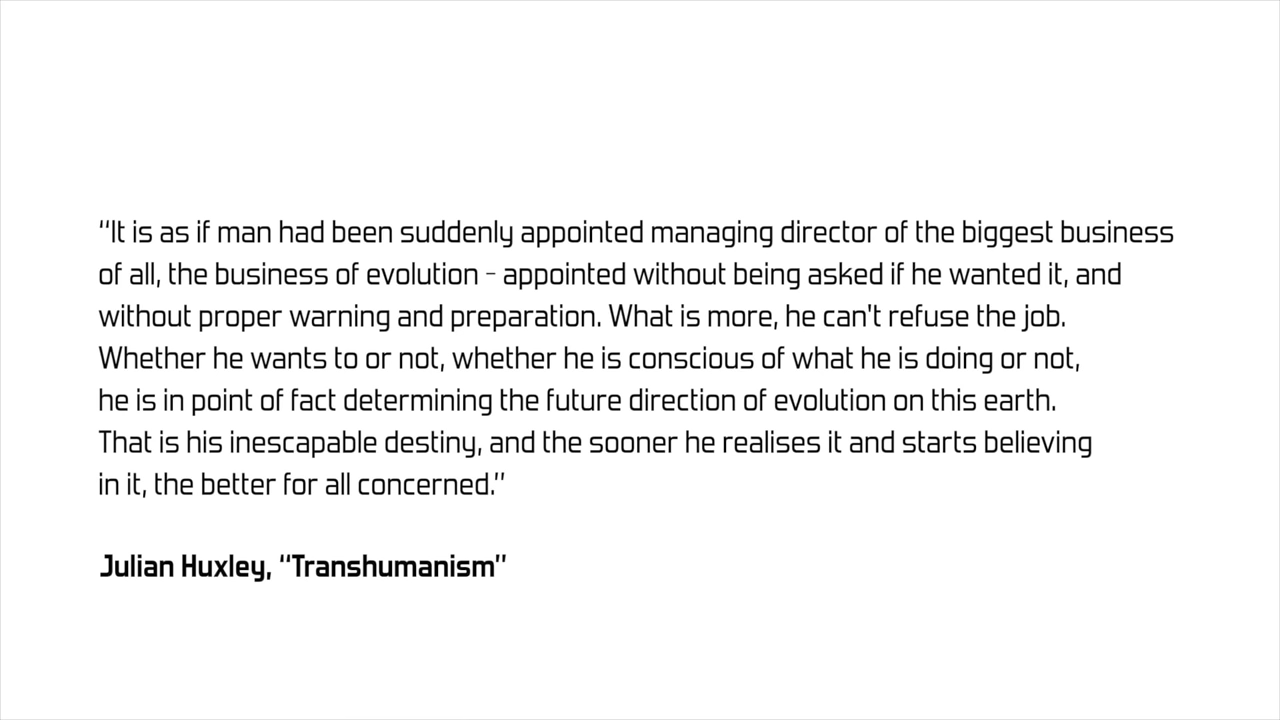 “It is as if man had been suddenly appointed managing director of the biggest business
of all, the business of evolution - appointed without being asked if he wanted it, and
without proper warning and preparation. What is more, he can't refuse the job.
Whether he wants to or not, whether he is conscious of what he is doing or not,
he is in point of fact determining the future direction of evolution on this earth.
That is his inescapable destiny, and the sooner he realises it and starts believing
in it, the better for all concerned.”
Julian Huxley, “Transhumanism”